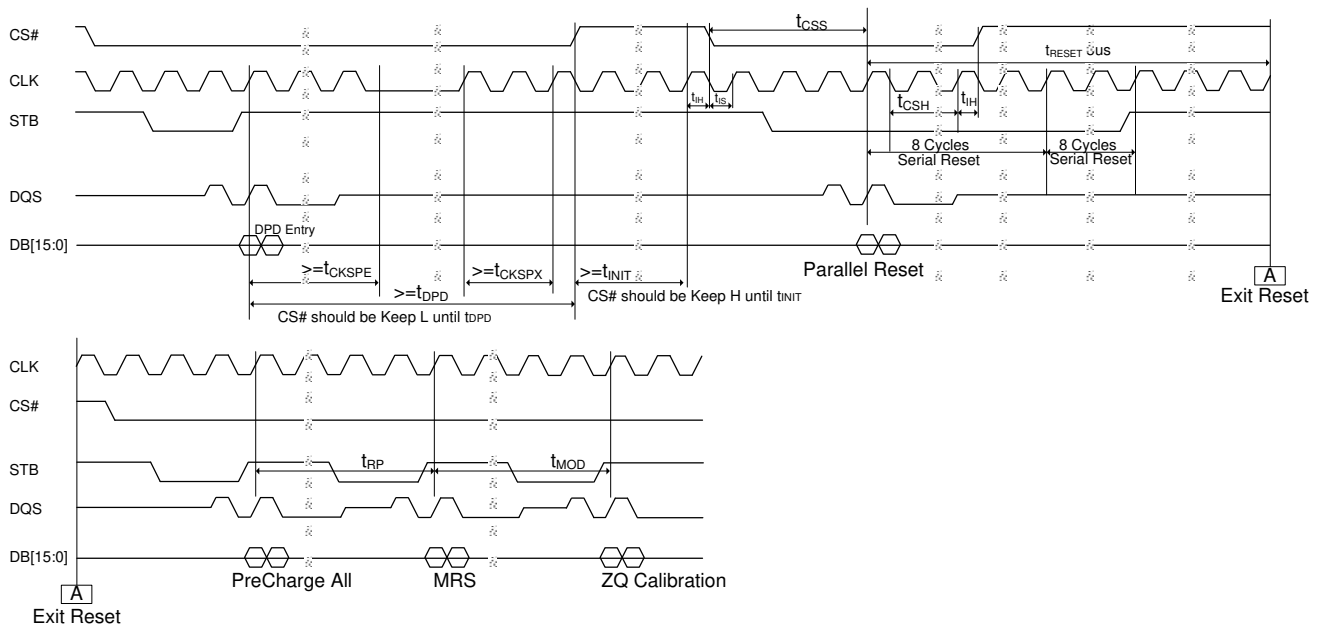 CS#
tCSS
tRESET 3us
CLK
tIH
tIS
tCSH
tIH
STB
8 Cycles
Serial Reset
8 Cycles
Serial Reset
DQS
DPD Entry
DB[15:0]
>=tCKSPE
>=tCKSPX
>=tINIT
Parallel Reset
>=tDPD
CS# should be Keep H until tINIT
CS# should be Keep L until tDPD
A
Exit Reset
CLK
CS#
STB
tRP
tMOD
DQS
DB[15:0]
PreCharge All
MRS
ZQ Calibration
A
Exit Reset